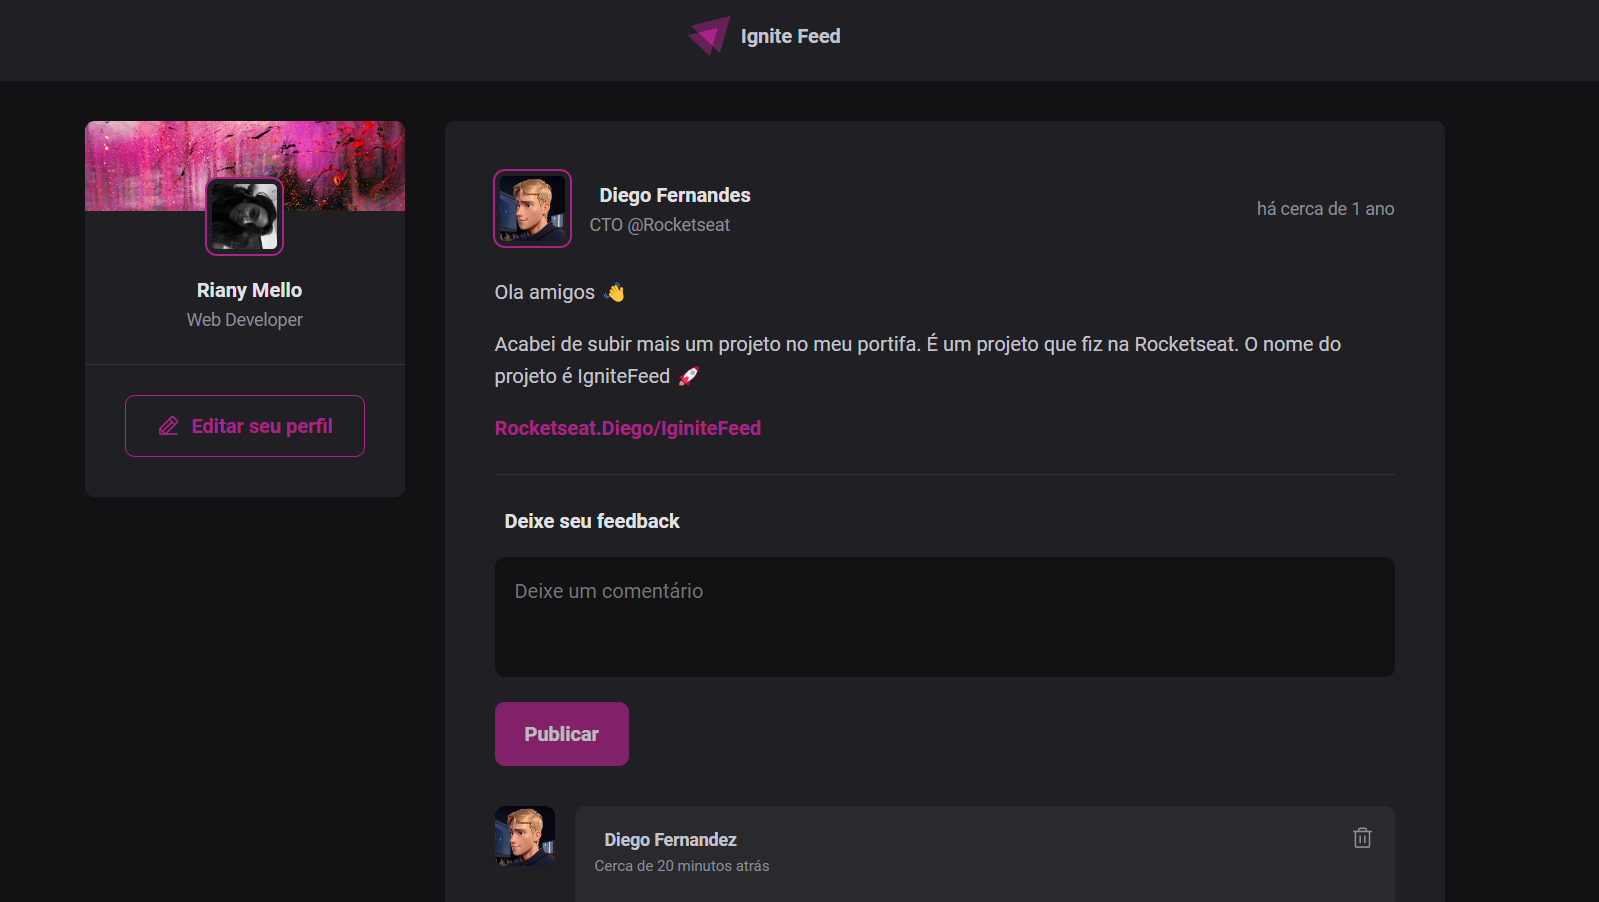 Ignite Feed
Riany Mello
Web Developer
Editar seu perfil
Diego Fernandes
CTO @Rocketseat
há cerca de 1 ano
Ola amigos 👋
Acabei de subir mais um projeto no meu portifa. É um projeto que fiz na Rocketseat. O nome do
projeto é IgniteFeed 🚀
Rocketseat.Diego/IginiteFeed
Deixe seu feedback
Deixe um comentário
Publicar
Diego Fernandez
Cerca de 20 minutos atrás